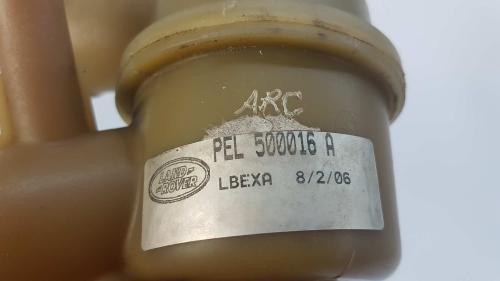 ARC
PEL 500016 A
LAND
ROVER
LBEXA 8/2/06